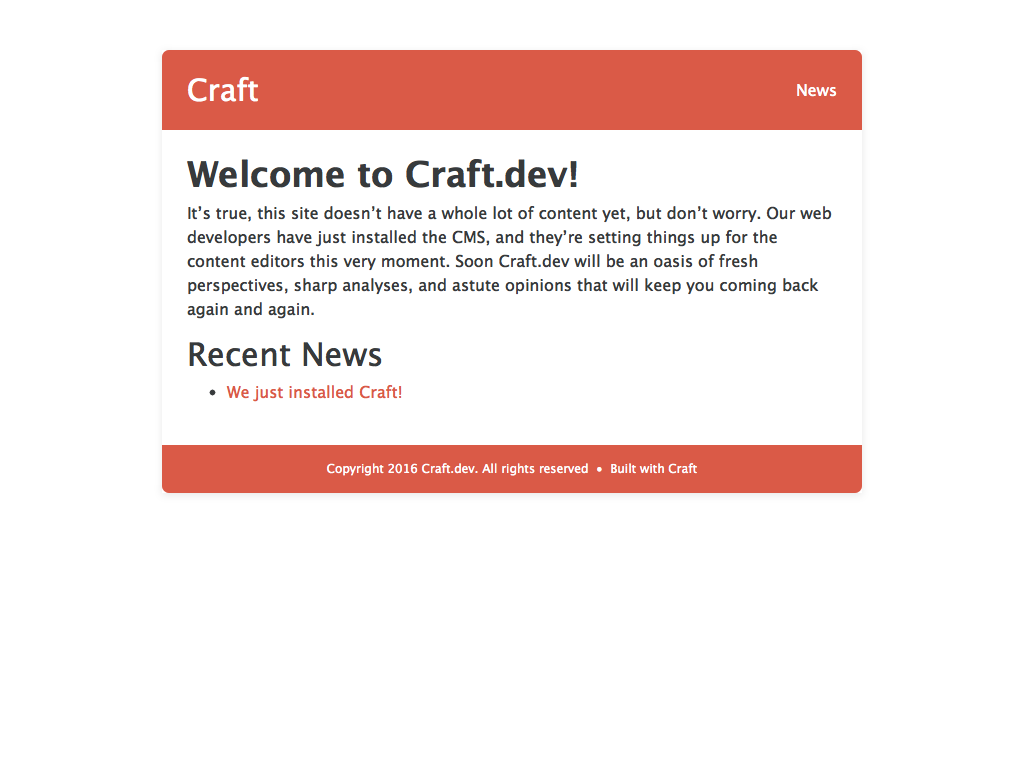 Craft
News
Welcome to Craft.dev!
It’s true, this site doesn’t have a whole lot of content yet, but don’t worry. Our web
developers have just installed the CMS, and they’re setting things up for the
content editors this very moment. Soon Craft.dev will be an oasis of fresh
perspectives, sharp analyses, and astute opinions that will keep you coming back
again and again.
Recent News
• We just installed Craft!
Copyright 2016 Craft.dev. All rights reserved • Built with Craft